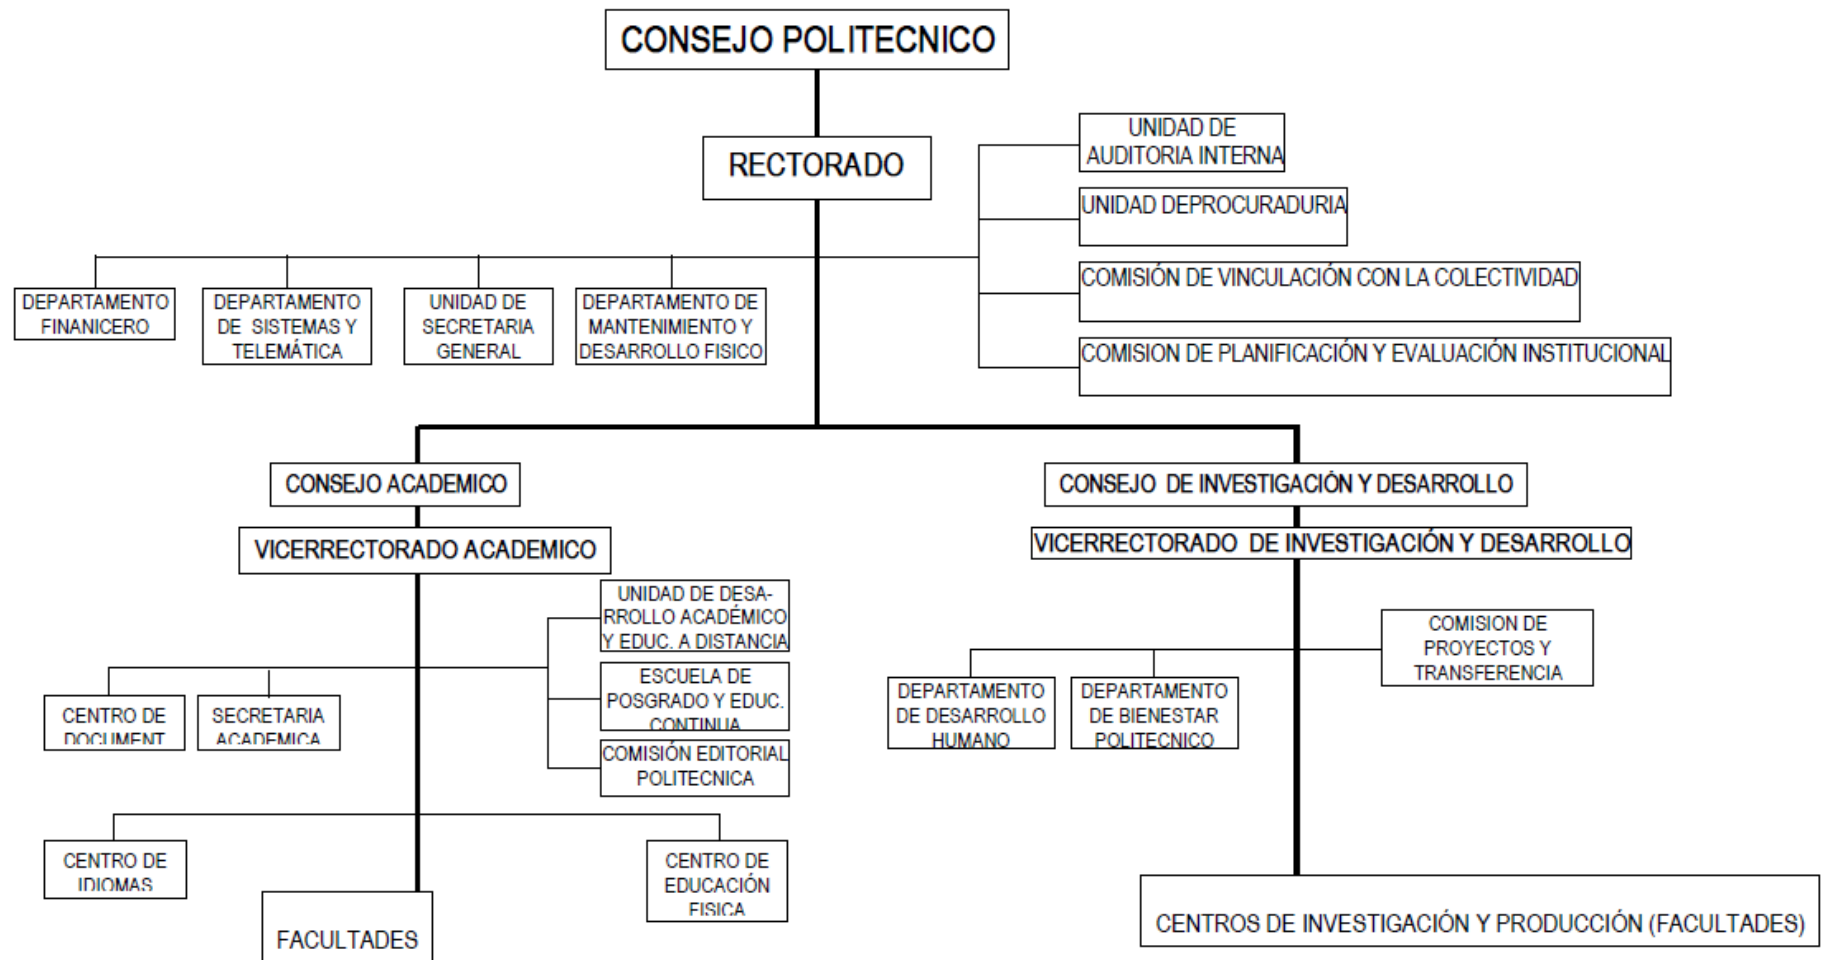 CONSEJO POLITECNICO
RECTORADO
UNIDAD DE
AUDITORIA INTERNA
UNIDAD DEPROCURADURIA
COMISIÓN DE VINCULACIÓN CON LA COLECTIVIDAD
COMISION DE PLANIFICACIÓN Y EVALUACIÓN INSTITUCIONAL
DEPARTAMENTO
FINANICERO
DEPARTAMENTO
DE SISTEMAS Y
TELEMÁTICA
UNIDAD DE
SECRETARIA
GENERAL
DEPARTAMENTO DE
MANTENIMIENTO Y
DESARROLLO FISICO
CONSEJO ACADEMICO
CONSEJO DE INVESTIGACIÓN Y DESARROLLO
VICERRECTORADO ACADEMICO
VICERRECTORADO DE INVESTIGACIÓN Y DESARROLLO
UNIDAD DE DESA-
RROLLO ACADÉMICO
Y EDUC. A DISTANCIA
ESCUELA DE
POSGRADO Y EDUC.
CONTINUA
COMISIÓN EDITORIAL
POLITECNICA
CENTRO DE
DOCUMENT
SECRETARIA
ACADEMICA
COMISION DE
PROYECTOS Y
TRANSFERENCIA
DEPARTAMENTO
DE DESARROLLO
HUMANO
DEPARTAMENTO
DE BIENESTAR
POLITECNICO
CENTRO DE
IDIOMAS
CENTRO DE
EDUCACIÓN
FISICA
FACULTADES
CENTROS DE INVESTIGACIÓN Y PRODUCCIÓN (FACULTADES)